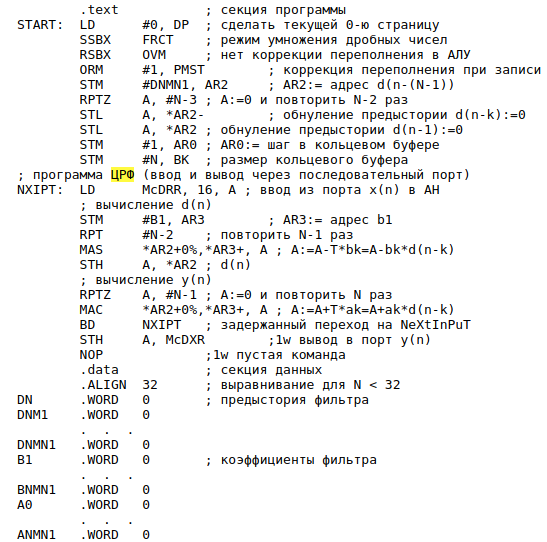 .text ; секция программы
START: LD #0, DP ; сделать текущей 0-ю страницу
SSBX FRCT ; режим умножения дробных чисел
RSBX OVM ; нет коррекции переполнения в АЛУ
ORM #1, PMST ; коррекция переполнения при записи
STM #DNMN1, AR2 ; AR2:= адрес d(n-(N-1))
RPTZ A, #N-3 ; A:=0 и повторить N-2 раз
STL A, *AR2- ; обнуление предыстории d(n-k):=0
STL A, *AR2 ; обнуление предыстории d(n-1):=0
STM #1, AR0 ; AR0:= шаг в кольцевом буфере
STM #N, BK ; размер кольцевого буфера
; программа ЦРФ (ввод и вывод через последовательный порт)
NXIPT: LD McDRR, 16, A ; ввод из порта x(n) в AH
; вычисление d(n)
STM #B1, AR3 ; AR3:= адрес b1
RPT #N-2 ; повторить N-1 раз
MAS *AR2+0%,*AR3+, A ; A:=A-T*bk=A-bk*d(n-k)
STH A, *AR2 ; d(n)
; вычисление y(n)
RPTZ A, #N-1 ; A:=0 и повторить N раз
MAC *AR2+0%,*AR3+, A ; A:=A+T*ak=A+ak*d(n-k)
BD NXIPT ; задержанный переход на NeXtInPuT
STH A, McDXR ;1w вывод в порт y(n)
NOP ;1w пустая команда
.data ; секция данных
.ALIGN 32 ; выравнивание для N < 32
DN .WORD 0 ; предыстория фильтра
DNM1 .WORD 0
. . .
DNMN1 .WORD 0
B1 .WORD 0 ; коэффициенты фильтра
. . .
BNMN1 .WORD 0
A0 .WORD 0
. . .
ANMN1 .WORD 0